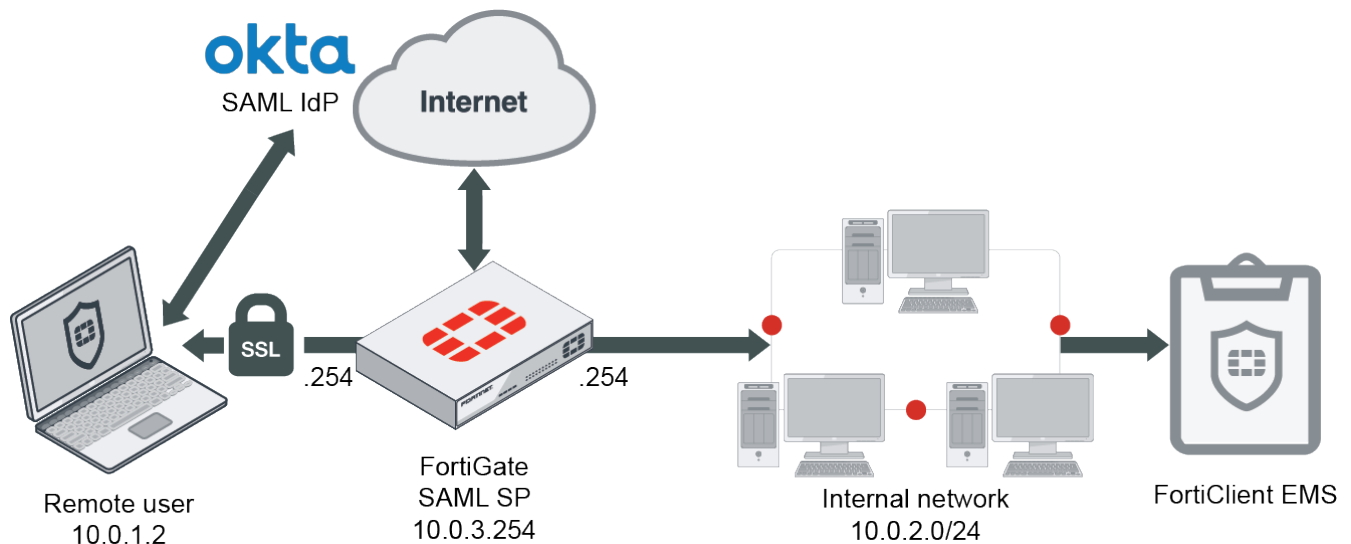 okta
SAML IdP
Internet
SSL
.254
.254
FORTINET
FortiGate
SAML SP
10.0.3.254
Remote user
10.0.1.2
Internal network
10.0.2.0/24
FortiClient EMS